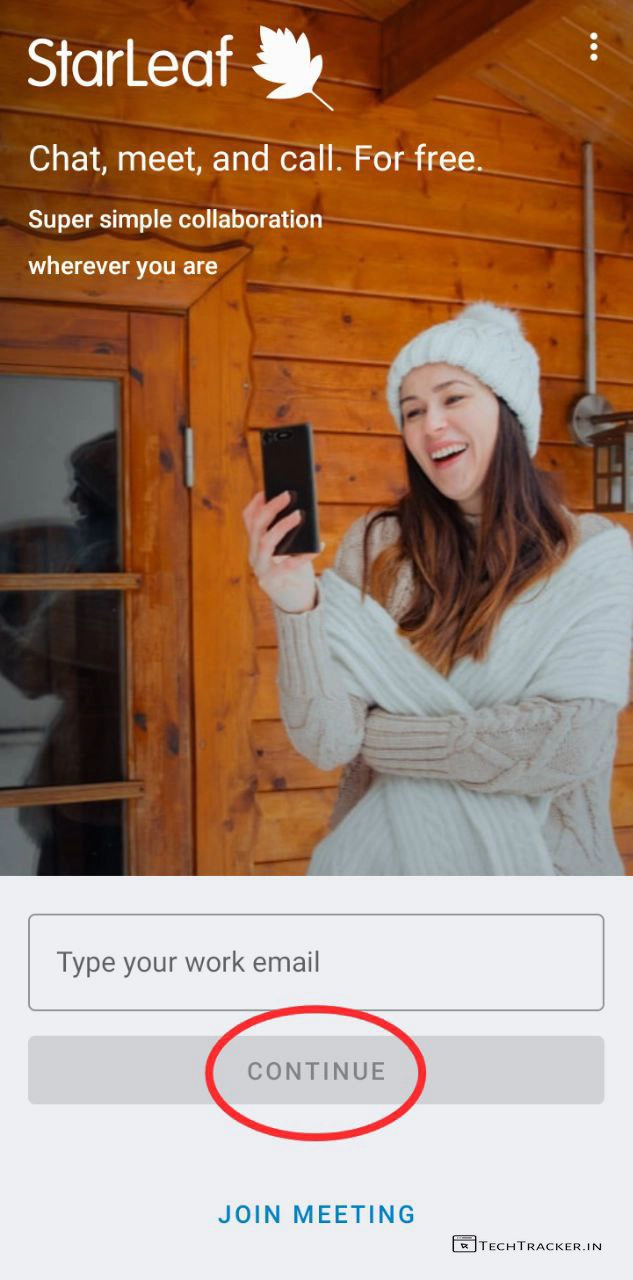 StarLeaf
Chat, meet, and call. For free.
Super simple collaboration
wherever you are
Type your work email
CONTINUE
JOIN MEETING
TECHTRACKER.IN